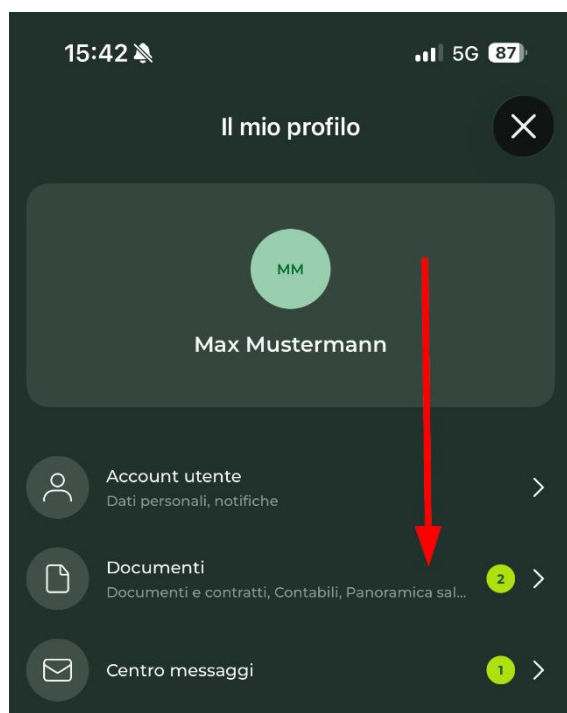 15:42
5G 87
Il mio profilo
MM
Max Mustermann
Account utente
Dati personali, notifiche
Documenti
Documenti e contratti, Contabili, Panoramica sal...
2
Centro messaggi
1